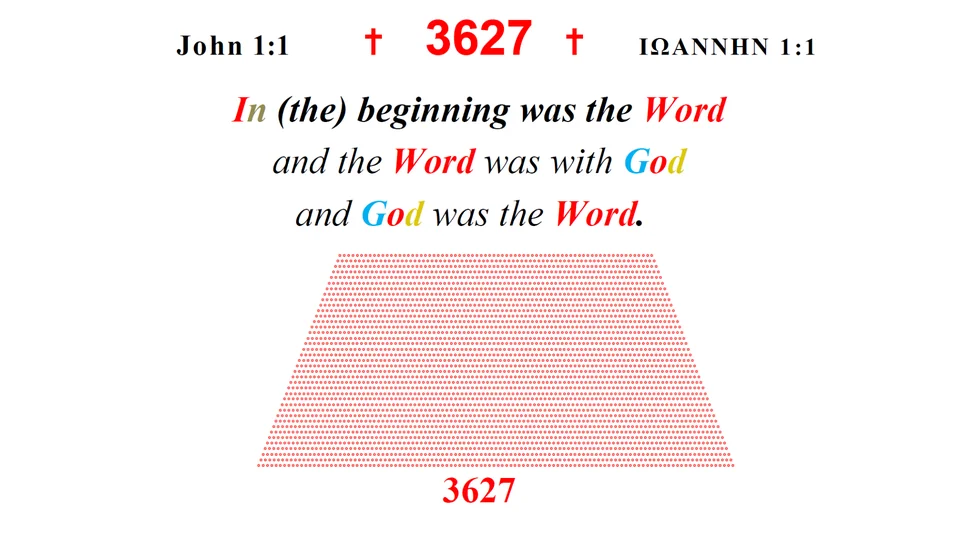 John 1:1 ✝ 3627 ✝ ΙΩΑΝΝΗΝ 1:1
In (the) beginning was the Word
and the Word was with God
and God was the Word.
3627